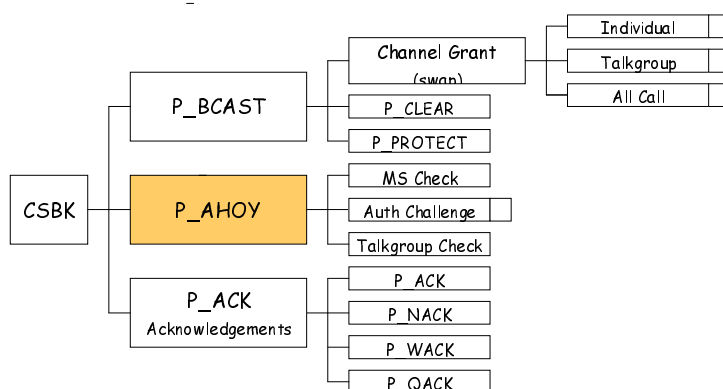 Individual
Channel Grant
(swap)
Talkgroup
All Call
P_BCAST
P_CLEAR
P_PROTECT
MS Check
CSBK
P_AHOY
Auth Challenge
Talkgroup Check
P_ACK
Acknowledgements
P_ACK
P_NACK
P_WACK
P_QACK